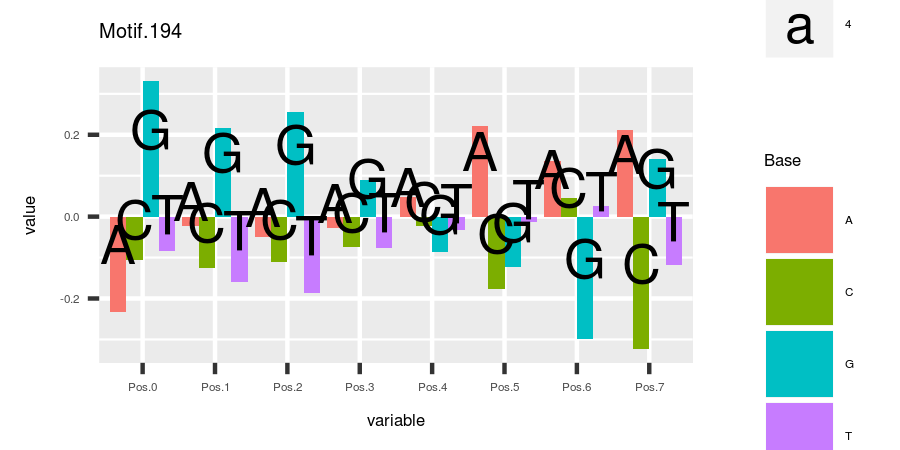 Motif.194
a 4
0.2
0.0
-0.2
value
A C G T A C G T A C G T A C G T A C G T A C G T A C G T A C G T
Pos.0 Pos.1 Pos.2 Pos.3 Pos.4 Pos.5 Pos.6 Pos.7
variable
Base
A
C
G
T